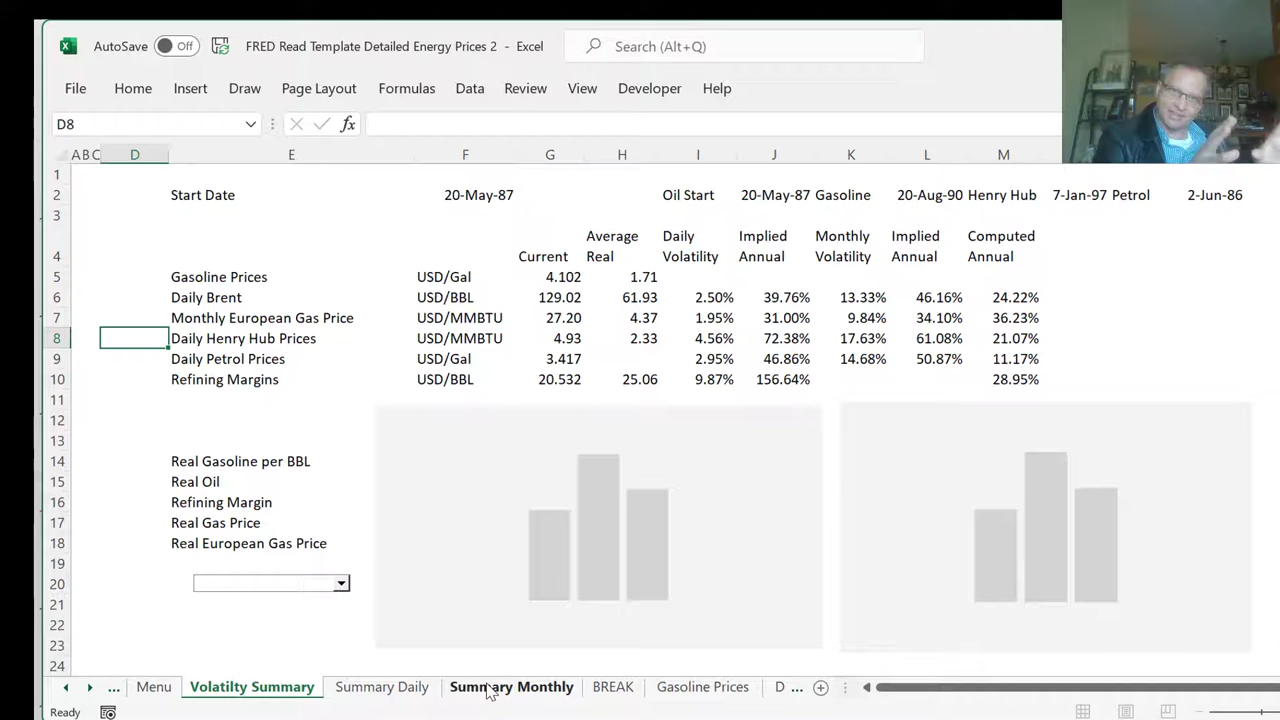 AutoSave Off FRED Read Template Detailed Energy Prices 2 - Excel Search (Alt+Q)
File Home Insert Draw Page Layout Formulas Data Review View Developer Help
D8 fx
A B C D E F G H I J K L M
1
2 Start Date 20-May-87 Oil Start 20-May-87 Gasoline 20-Aug-90 Henry Hub 7-Jan-97 Petrol 2-Jun-86
3
Average Daily Implied Monthly Implied Computed
4 Current Real Volatility Annual Volatility Annual Annual
5 Gasoline Prices USD/Gal 4.102 1.71
6 Daily Brent USD/BBL 129.02 61.93 2.50% 39.76% 13.33% 46.16% 24.22%
7 Monthly European Gas Price USD/MMBTU 27.20 4.37 1.95% 31.00% 9.84% 34.10% 36.23%
8 Daily Henry Hub Prices USD/MMBTU 4.93 2.33 4.56% 72.38% 17.63% 61.08% 21.07%
9 Daily Petrol Prices USD/Gal 3.417 2.95% 46.86% 14.68% 50.87% 11.17%
10 Refining Margins USD/BBL 20.532 25.06 9.87% 156.64% 28.95%
11
12
13
14 Real Gasoline per BBL
15 Real Oil
16 Refining Margin
17 Real Gas Price
18 Real European Gas Price
19
20
21
22
23
24
... Menu Volatilty Summary Summary Daily Summary Monthly BREAK Gasoline Prices D ...
Ready